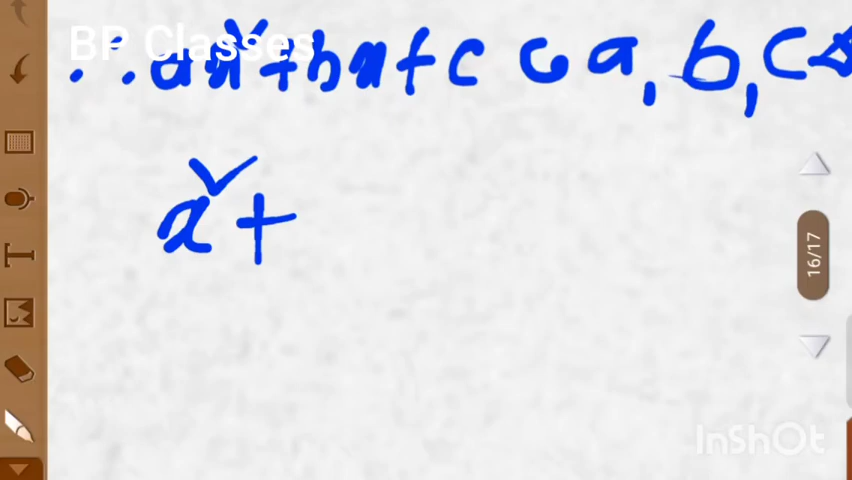 BP Classes
∴ ax² + bx + c ও a, b, c
x² +
16/17
InShOt